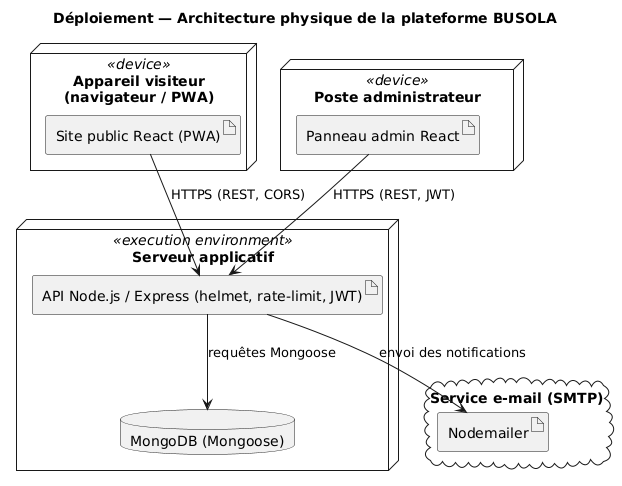 Déploiement — Architecture physique de la plateforme BUSOLA
«device»
Appareil visiteur
(navigateur / PWA)
Site public React (PWA)
«device»
Poste administrateur
Panneau admin React
HTTPS (REST, CORS)
HTTPS (REST, JWT)
«execution environment»
Serveur applicatif
API Node.js / Express (helmet, rate-limit, JWT)
requêtes Mongoose
envoi des notifications
MongoDB (Mongoose)
Service e-mail (SMTP)
Nodemailer